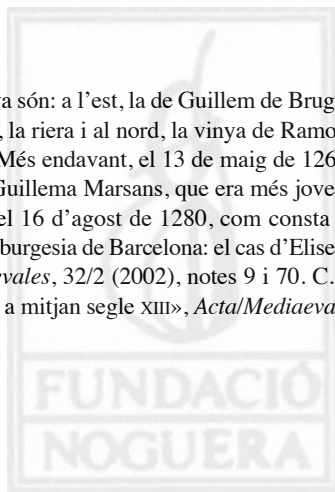 va són: a l’est, la de Guillem de Brug
, la riera i al nord, la vinya de Ramo
Més endavant, el 13 de maig de 126
Guillema Marsans, que era més jove
el 16 d’agost de 1280, com consta
burgesia de Barcelona: el cas d’Elise
evales, 32/2 (2002), notes 9 i 70. C.
a mitjan segle XIII», Acta/Mediaeva
FUNDACIÓ
NOGUERA